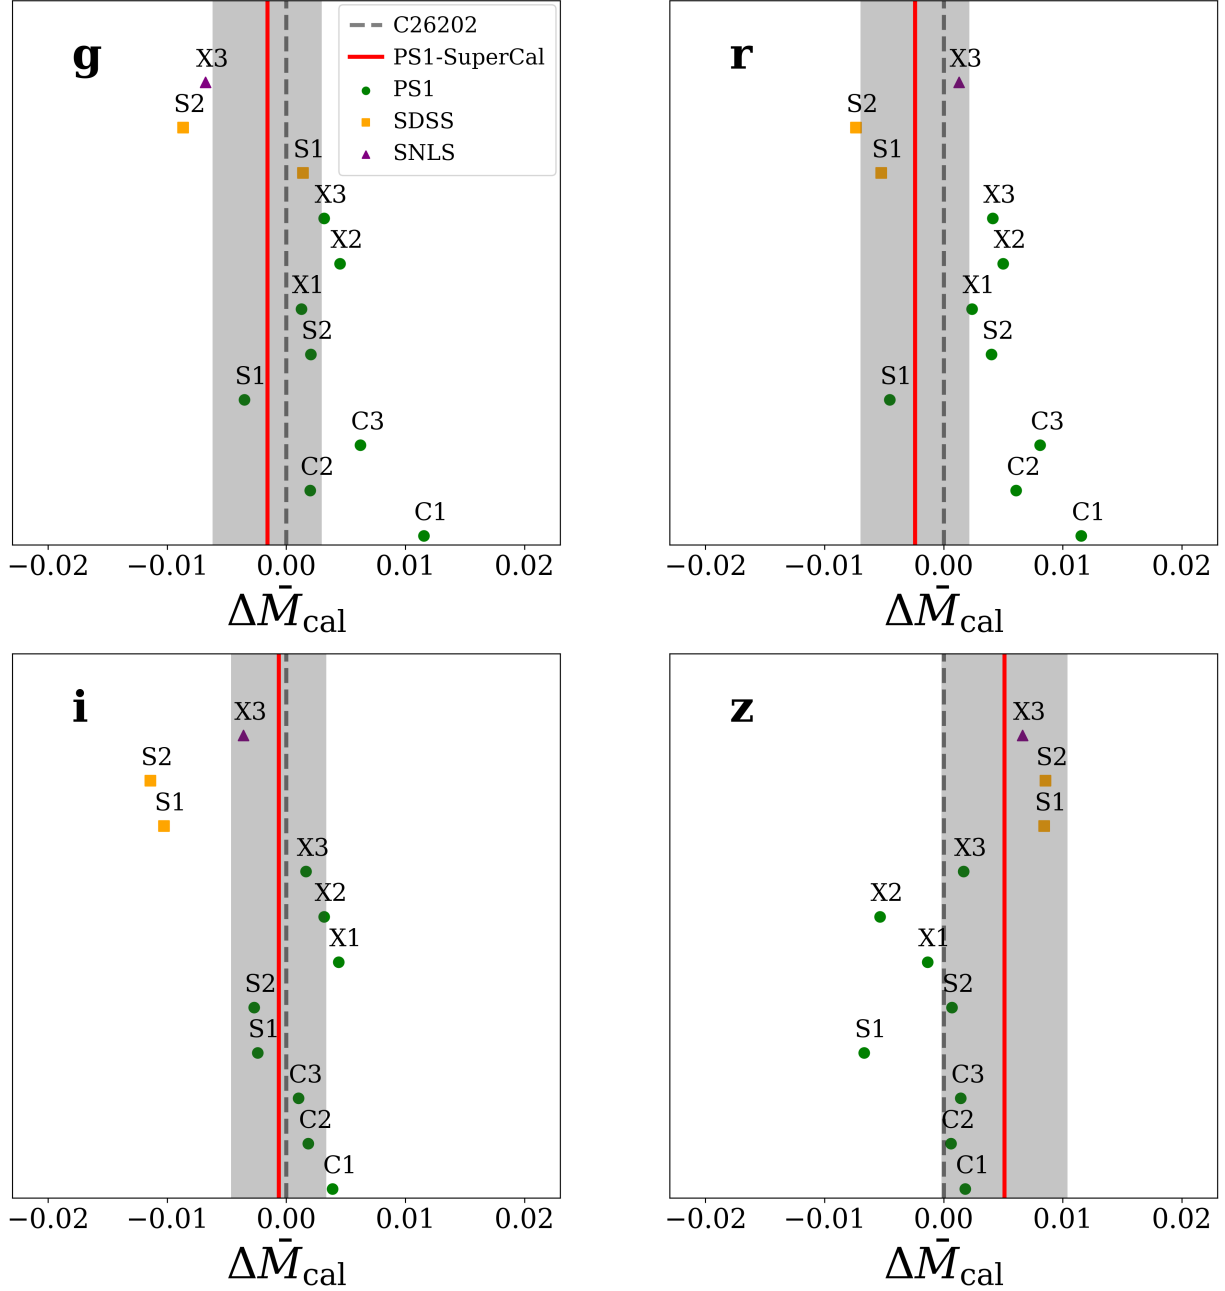 g
C26202
PS1-SuperCal
PS1
SDSS
SNLS
X3
S2
S1
X3
X2
X1
S2
S1
C3
C2
C1
−0.02 −0.01 0.00 0.01 0.02
ΔM̄cal
r
X3
S2
S1
X3
X2
X1
S2
S1
C3
C2
C1
−0.02 −0.01 0.00 0.01 0.02
ΔM̄cal
i
X3
S2
S1
X3
X2
X1
S2
S1
C3
C2
C1
−0.02 −0.01 0.00 0.01 0.02
ΔM̄cal
z
X3
S2
S1
X3
X2
X1
S2
S1
C3
C2
C1
−0.02 −0.01 0.00 0.01 0.02
ΔM̄cal